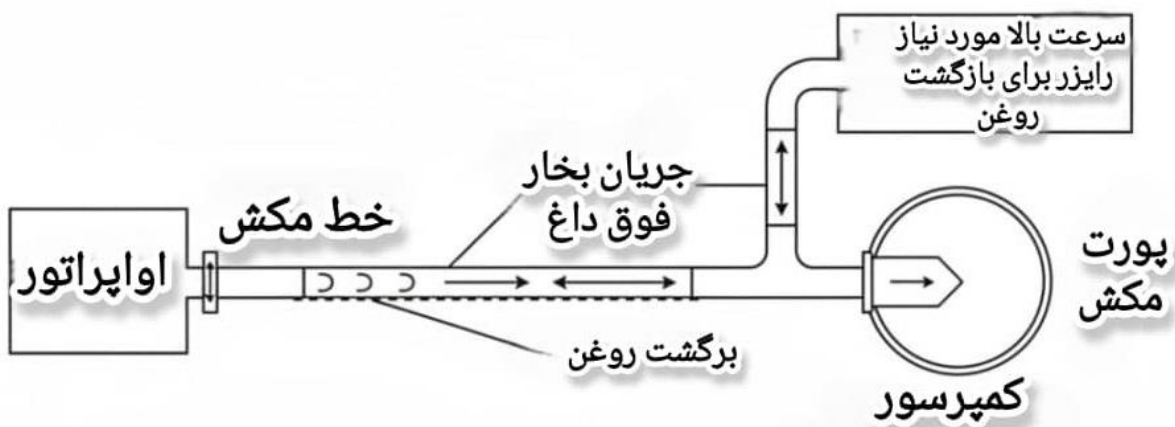 سرعت بالا مورد نیاز
رایزر برای بازگشت
روغن
جریان بخار
فوق داغ
خط مکش
اواپراتور
پورت
مکش
برگشت روغن
کمپرسور